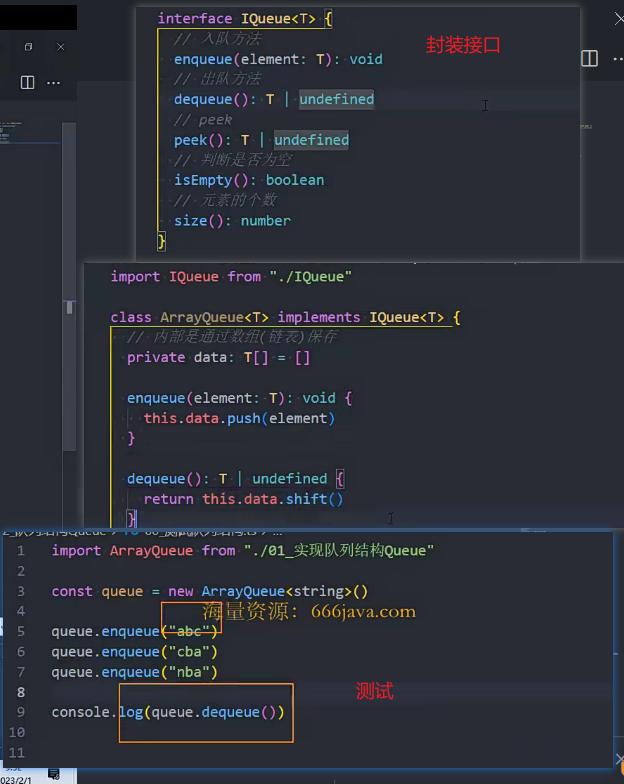 interface IQueue<T> {
// 入队方法
封装接口
enqueue(element: T): void
// 出队方法
dequeue(): T | undefined
// peek
peek(): T | undefined
// 判断是否为空
isEmpty(): boolean
// 元素的个数
size(): number
}
import IQueue from "./IQueue"
class ArrayQueue<T> implements IQueue<T> {
// 内部是通过数组(链表)保存
private data: T[] = []
enqueue(element: T): void {
this.data.push(element)
}
dequeue(): T | undefined {
return this.data.shift()
}
1 import ArrayQueue from "./01_实现队列结构Queue"
2
3 const queue = new ArrayQueue<string>()
4
海量资源：666java.com
5 queue.enqueue("abc")
6 queue.enqueue("cba")
7 queue.enqueue("nba")
8
测试
9 console.log(queue.dequeue())
10
11
023/2/1